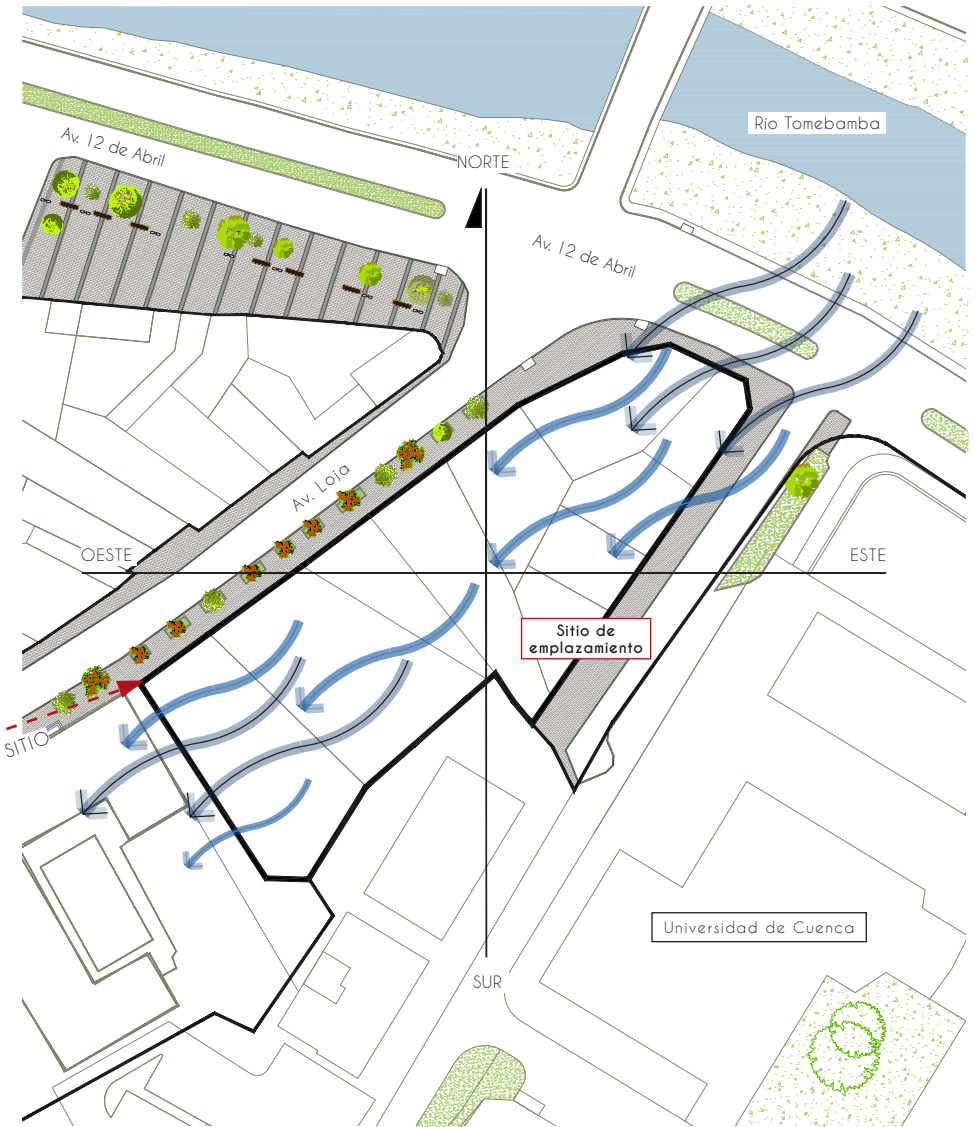 Río Tomebamba
Av. 12 de Abril
NORTE
Av. 12 de Abril
Av. Loja
OESTE
ESTE
Sitio de
emplazamiento
SITIO
Universidad de Cuenca
SUR